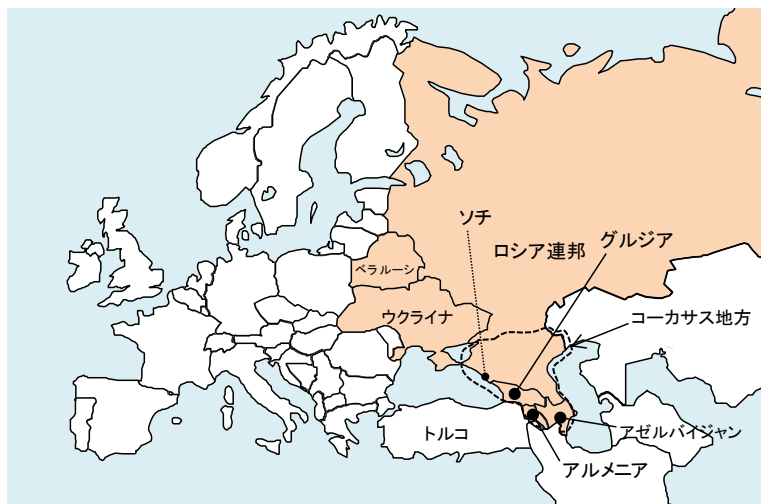 ソチ
ロシア連邦
グルジア
ベラルーシ
ウクライナ
コーカサス地方
トルコ
アゼルバイジャン
アルメニア